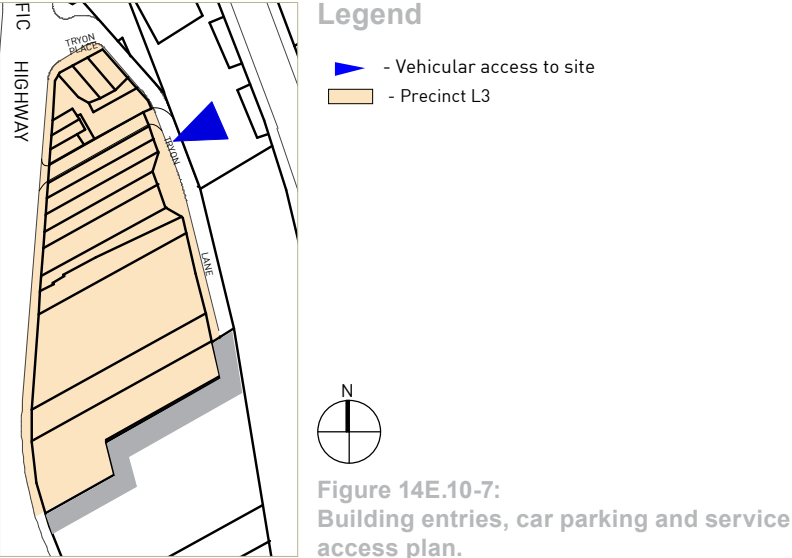 FIC
HIGHWAY
TRYON
PLACE
TRYON
LANE
Legend
- Vehicular access to site
- Precinct L3
N
Figure 14E.10-7:
Building entries, car parking and service
access plan.